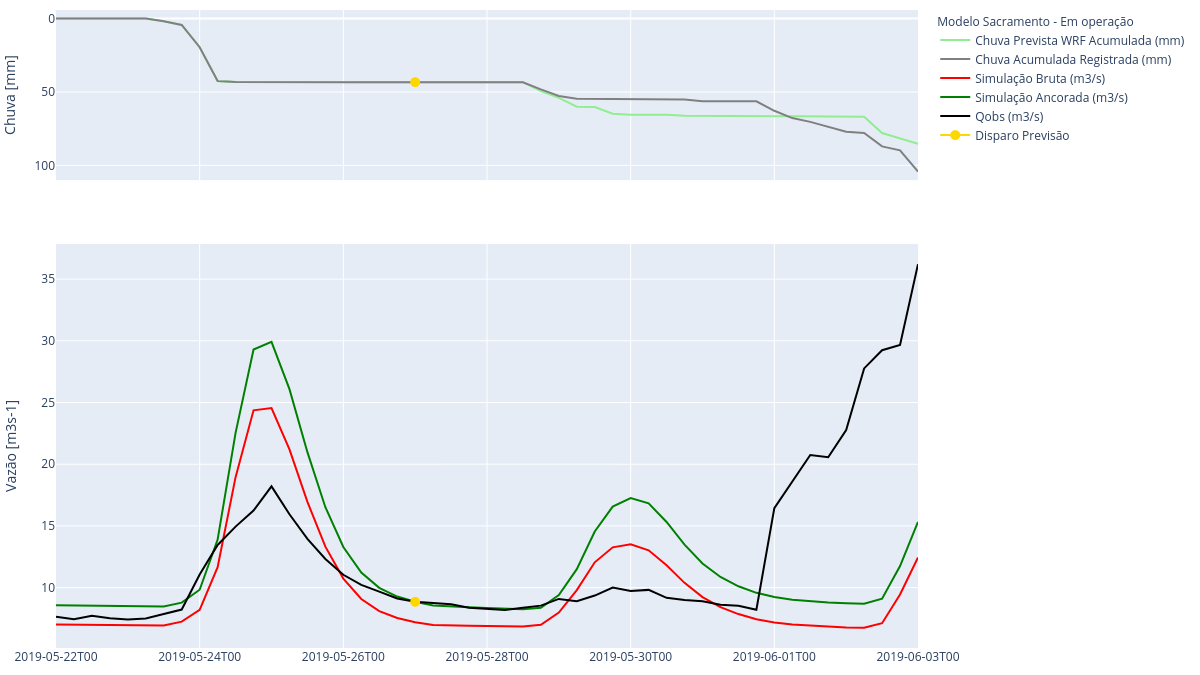 Modelo Sacramento - Em operação
Chuva Prevista WRF Acumulada (mm)
Chuva Acumulada Registrada (mm)
Simulação Bruta (m3/s)
Simulação Ancorada (m3/s)
Qobs (m3/s)
Disparo Previsão
Chuva [mm]
0
50
100
Vazão [m3s-1]
35
30
25
20
15
10
2019-05-22T00
2019-05-24T00
2019-05-26T00
2019-05-28T00
2019-05-30T00
2019-06-01T00
2019-06-03T00